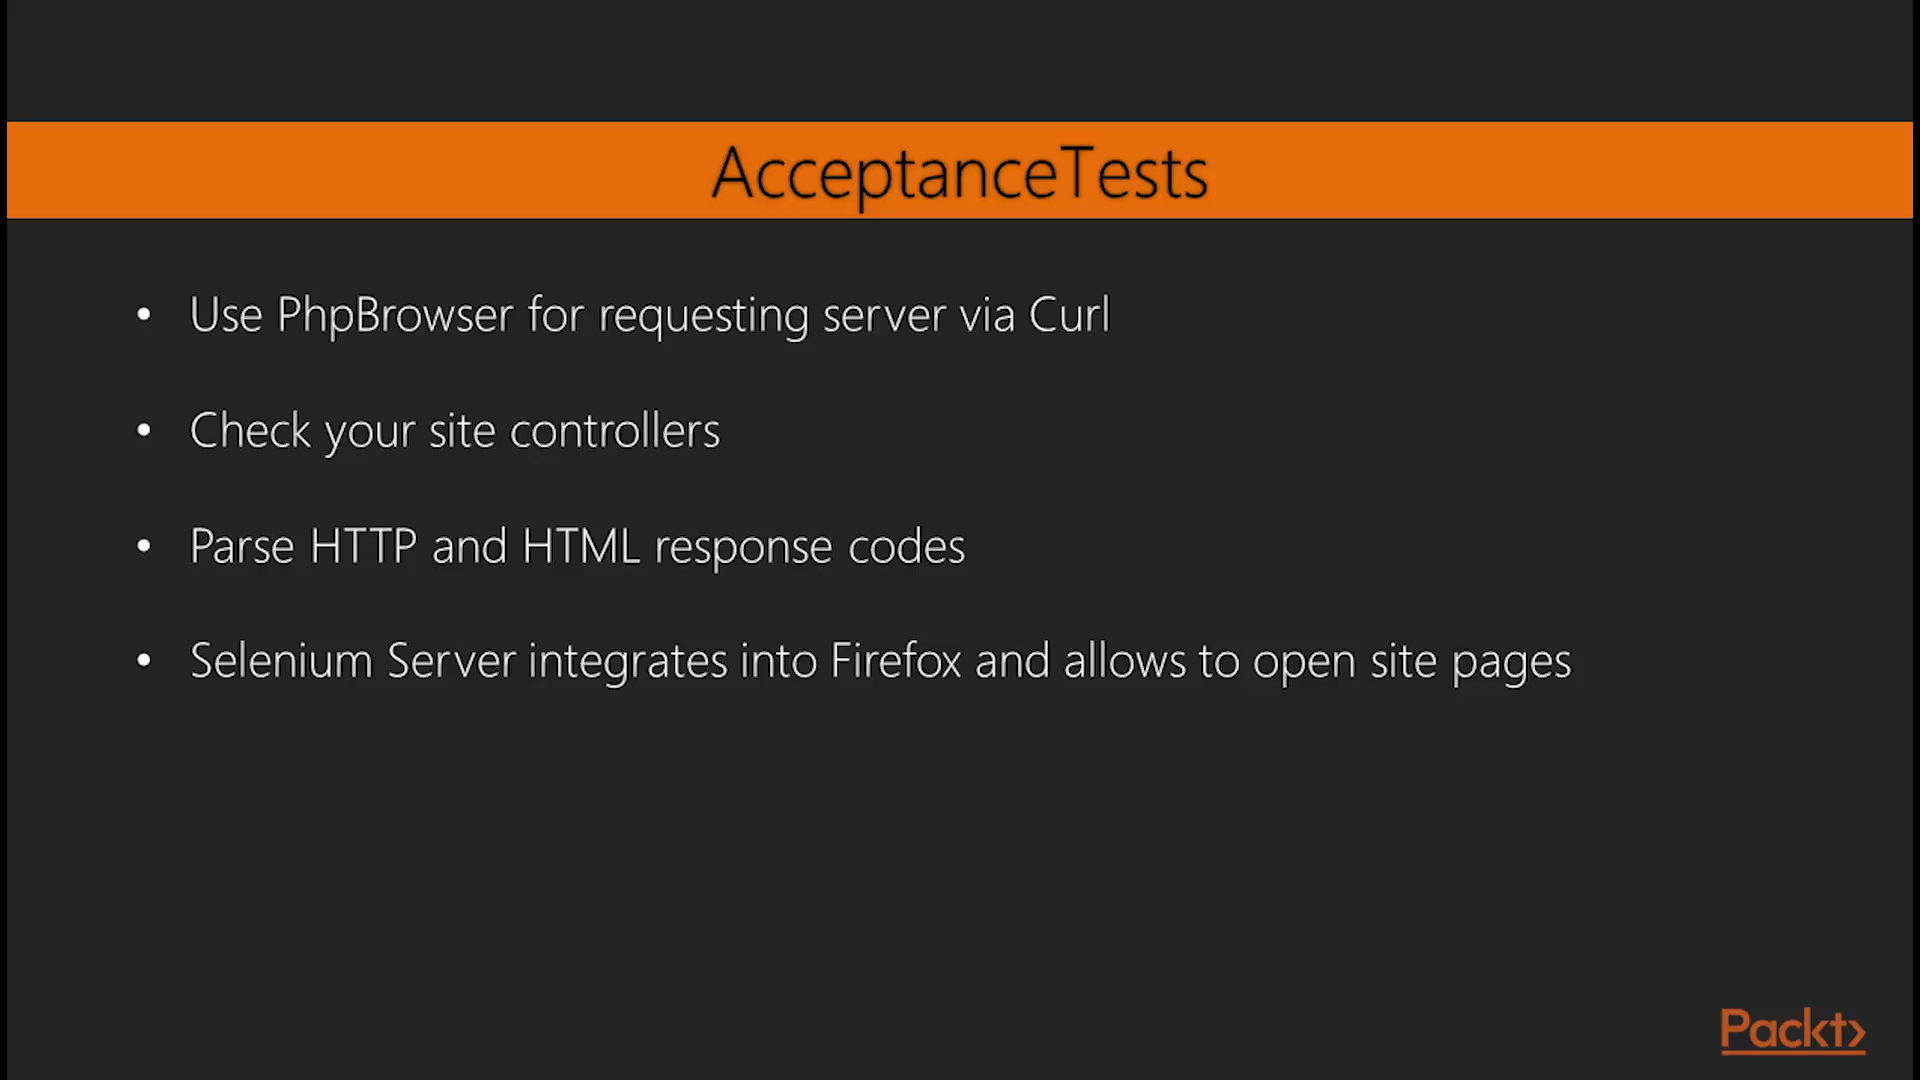 AcceptanceTests
• Use PhpBrowser for requesting server via Curl
• Check your site controllers
• Parse HTTP and HTML response codes
• Selenium Server integrates into Firefox and allows to open site pages
Packt>